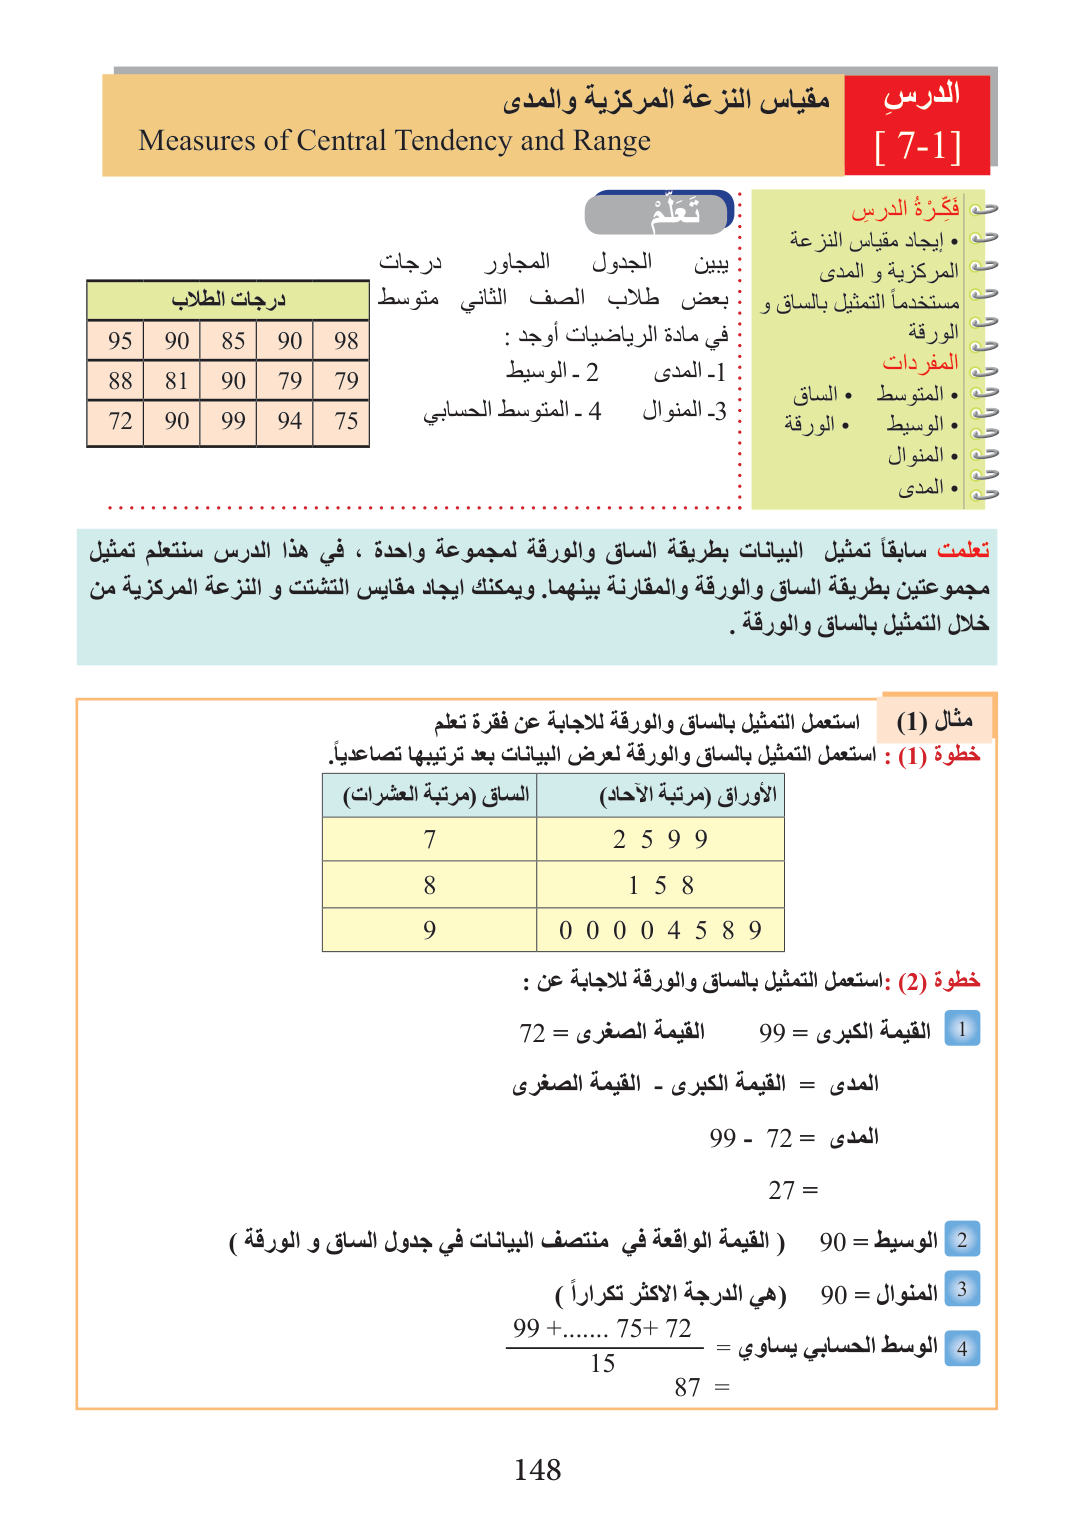 الدرسِ
[7-1]
مقياس النزعة المركزية والمدى
Measures of Central Tendency and Range
فَكِّـرْةُ الدرسِ
• إيجاد مقياس النزعة
المركزية و المدى
مستخدماً التمثيل بالساق و
الورقة
المفردات
• المتوسط • الساق
• الوسيط • الورقة
• المنوال
• المدى
تَعَلَّمْ
يبين الجدول المجاور درجات
بعض طلاب الصف الثاني متوسط
في مادة الرياضيات أوجد :
1ـ المدى 2 ـ الوسيط
3ـ المنوال 4 ـ المتوسط الحسابي
درجات الطلاب
95 90 85 90 98
88 81 90 79 79
72 90 99 94 75
تعلمت سابقاً تمثيل البيانات بطريقة الساق والورقة لمجموعة واحدة ، في هذا الدرس سنتعلم تمثيل
مجموعتين بطريقة الساق والورقة والمقارنة بينهما. ويمكنك ايجاد مقايس التشتت و النزعة المركزية من
خلال التمثيل بالساق والورقة .
مثال (1) استعمل التمثيل بالساق والورقة للاجابة عن فقرة تعلم
خطوة (1) : استعمل التمثيل بالساق والورقة لعرض البيانات بعد ترتيبها تصاعدياً.
الأوراق (مرتبة الآحاد) الساق (مرتبة العشرات)
7 2 5 9 9
8 1 5 8
9 0 0 0 0 4 5 8 9
خطوة (2) :استعمل التمثيل بالساق والورقة للاجابة عن :
1 القيمة الكبرى = 99 القيمة الصغرى = 72
المدى = القيمة الكبرى - القيمة الصغرى
المدى = 72 - 99
= 27
2 الوسيط = 90 ( القيمة الواقعة في منتصف البيانات في جدول الساق و الورقة )
3 المنوال = 90 (هي الدرجة الاكثر تكراراً )
99 +....... 75+ 72
4 الوسط الحسابي يساوي =
15
= 87
148